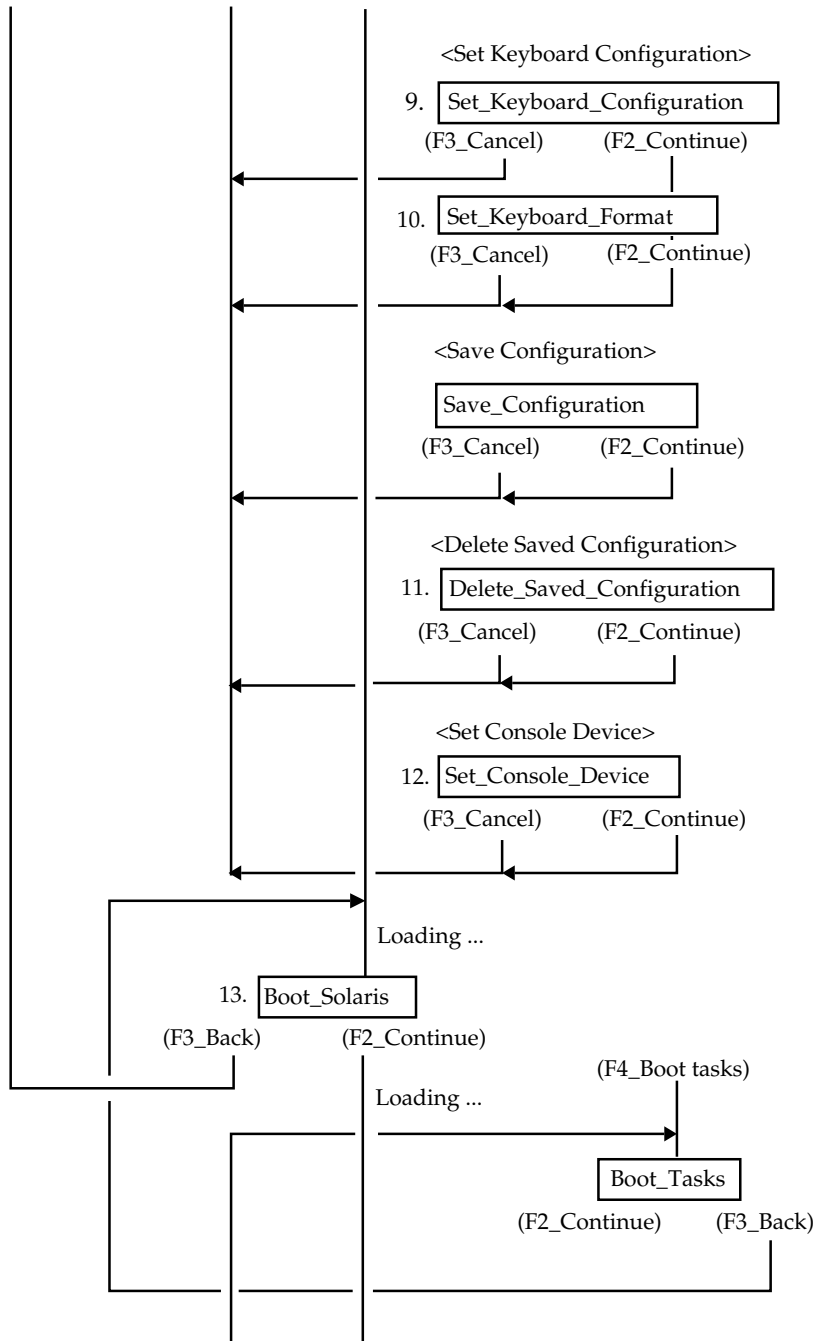 <Set Keyboard Configuration>
9. Set_Keyboard_Configuration
(F3_Cancel) (F2_Continue)
10. Set_Keyboard_Format
(F3_Cancel) (F2_Continue)
<Save Configuration>
Save_Configuration
(F3_Cancel) (F2_Continue)
<Delete Saved Configuration>
11. Delete_Saved_Configuration
(F3_Cancel) (F2_Continue)
<Set Console Device>
12. Set_Console_Device
(F3_Cancel) (F2_Continue)
Loading ...
13. Boot_Solaris
(F3_Back) (F2_Continue)
(F4_Boot tasks)
Loading ...
Boot_Tasks
(F2_Continue) (F3_Back)